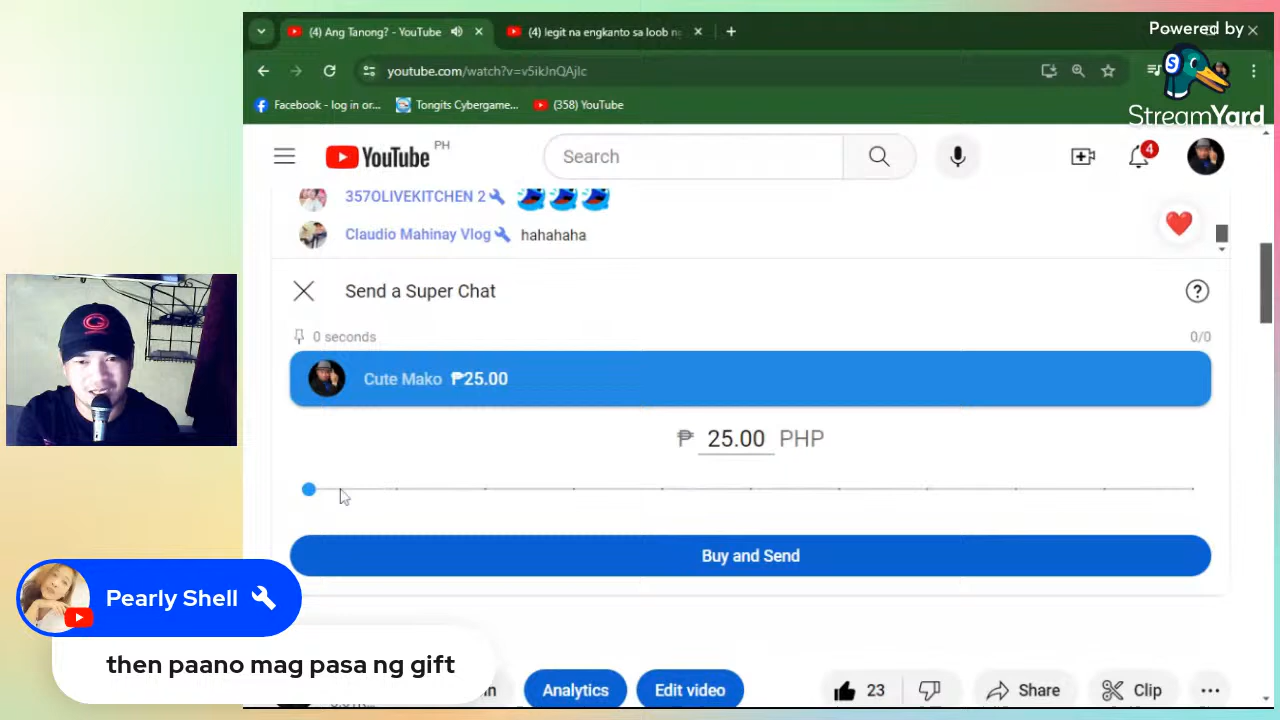 (4) Ang Tanong? - YouTube
(4) legit na engkanto sa loob n
Powered by
StreamYard
youtube.com/watch?v=v5ikJnQAjlc
Facebook - log in or...
Tongits Cybergame...
(358) YouTube
YouTube PH
Search
4
357OLIVEKITCHEN 2
Claudio Mahinay Vlog hahahaha
Send a Super Chat
0 seconds
0/0
Cute Mako ₱25.00
₱ 25.00 PHP
Buy and Send
Pearly Shell
then paano mag pasa ng gift
Analytics
Edit video
23
Share
Clip